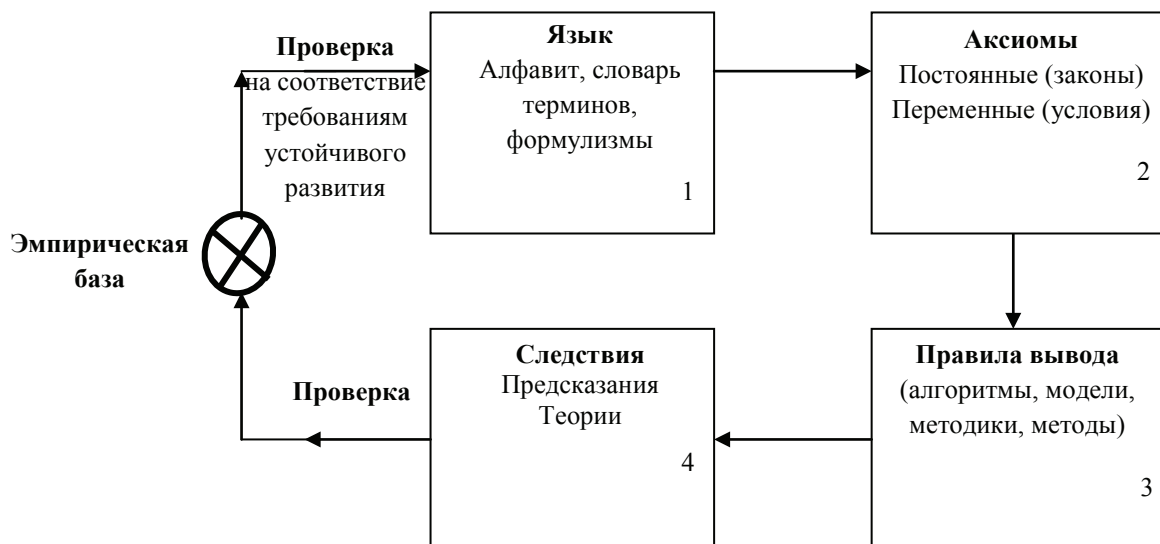 Проверка
на соответствие
требованиям
устойчивого
развития
Язык
Алфавит, словарь
терминов,
формулизмы
1
Аксиомы
Постоянные (законы)
Переменные (условия)
2
Эмпирическая
база
Проверка
Следствия
Предсказания
Теории
4
Правила вывода
(алгоритмы, модели,
методики, методы)
3